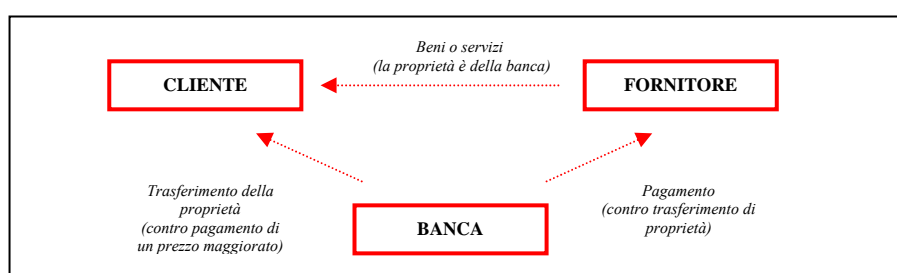 Beni o servizi
(la proprietà è della banca)
CLIENTE
FORNITORE
Trasferimento della
proprietà
(contro pagamento di
un prezzo maggiorato)
BANCA
Pagamento
(contro trasferimento di
proprietà)